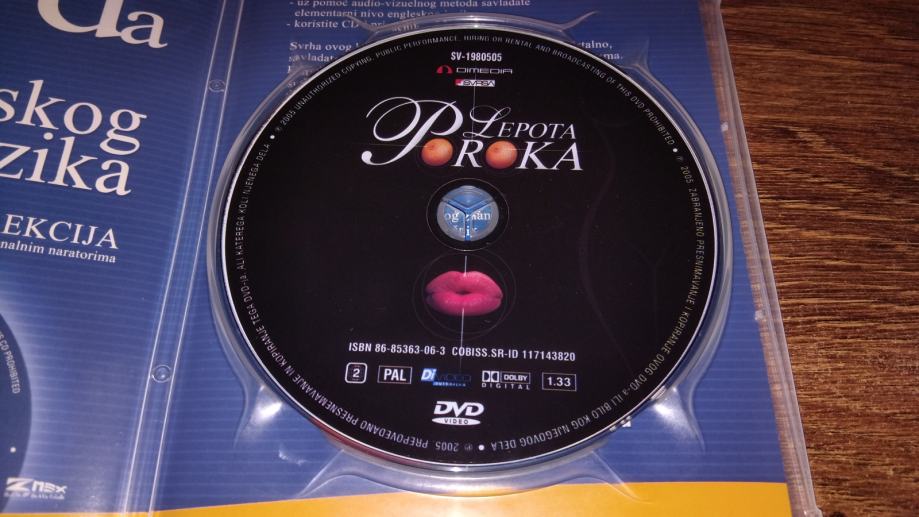 da
skog
zika
EKCIJA
nalnim naratorima
- uz pomoć audio-vizuelnog metoda savladate
elementarni nivo engleskog
- koristite CD i
Svrha ovog
SV-1980505
DIMEDIA
LEPOTA
POROKA
ISBN 86-85363-06-3 COBISS.SR-ID 117143820
2 PAL DOLBY DIGITAL 1.33
DVD
VIDEO
℗ 2005 UNAUTHORIZED COPYING, PUBLIC PERFORMANCE, HIRING OR RENTAL AND BROADCASTING OF THIS DVD PROHIBITED •
℗ 2005 ZABRANJENO PRESNIMAVANJE I KOPIRANJE OVOG DVD-a ILI BILO KOG NJEGOVOG DELA •
℗ 2005 PREPOVEDANO PRESNEMAVANJE IN KOPIRANJE TEGA DVD-ja, ALI KATEREGA KOLI NJENEGA DELA •
CD PROHIBITED